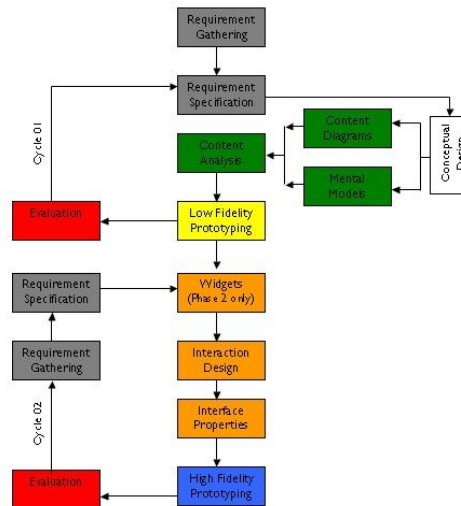 Requirement
Gathering
Requirement
Specification
Cycle 01
Content
Diagrams
Content
Analysis
Mental
Models
Conceptual
Design
Evaluation
Low Fidelity
Prototyping
Requirement
Specification
Widgets
(Phase 2 only)
Requirement
Gathering
Interaction
Design
Cycle 02
Interface
Properties
Evaluation
High Fidelity
Prototyping